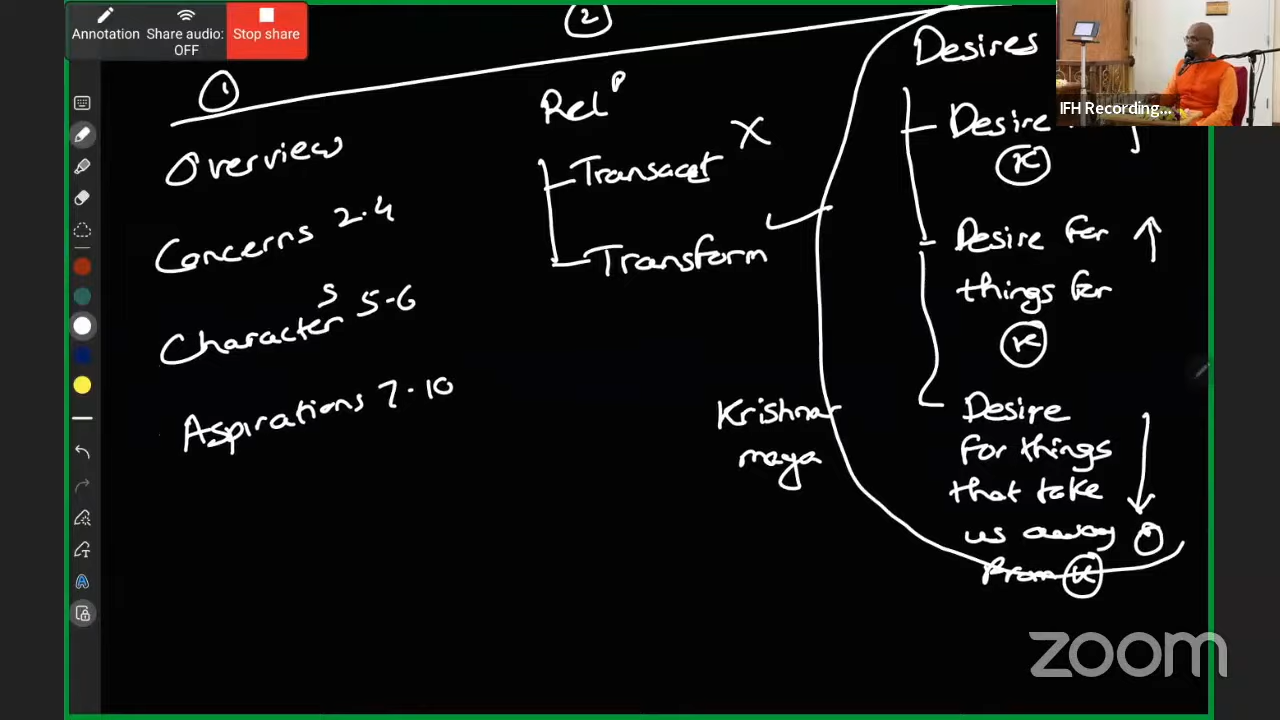 Annotation
Share audio:
OFF
Stop share
IFH Recording...
①
Overview
Concerns 2.4
Characters 5-6
Aspirations 7-10
②
Relp
Transact X
Transform ✓
Krishna
maya
Desires
Desire
K
Desire for ↑
things for
K
Desire
for things
that take
us away 0
from K
zoom